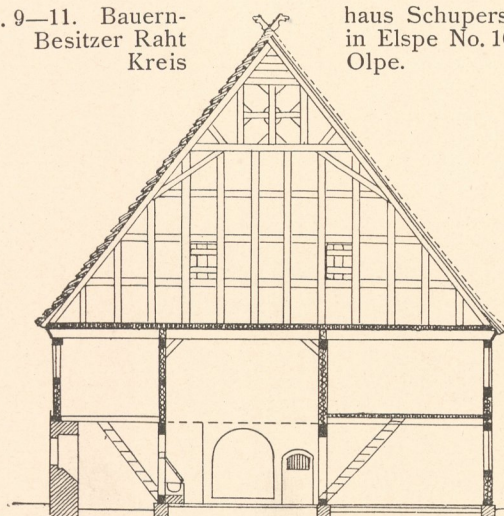 . 9—11. Bauern- haus Schupers
Besitzer Raht in Elspe No.
Kreis Olpe.